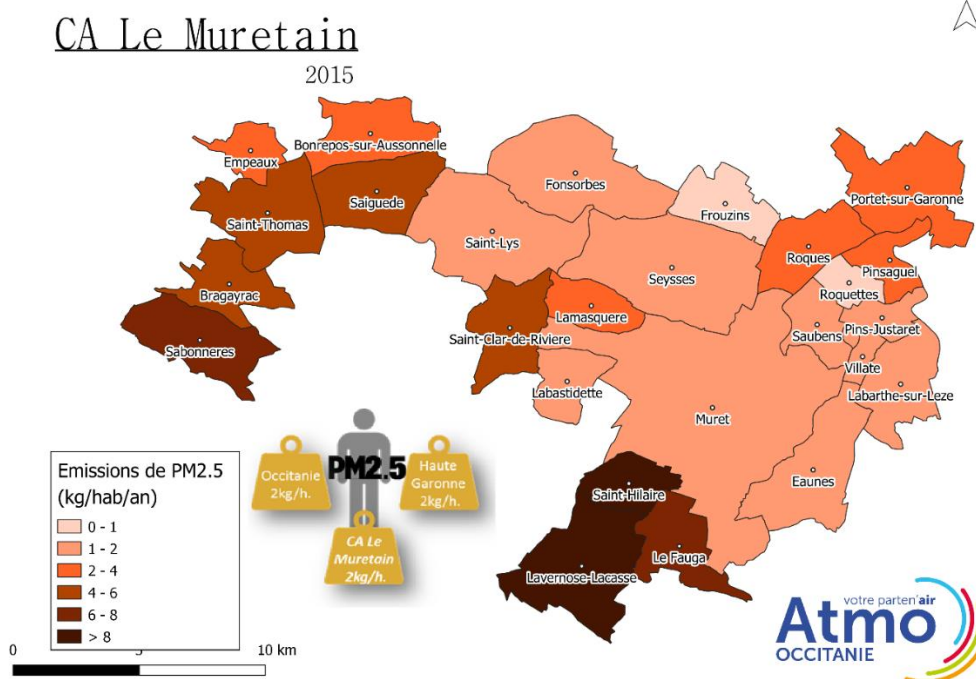 CA Le Muretain
2015
Bonrepos-sur-Aussonnelle
Empeaux
Fonsorbes
Saiguede
Portet-sur-Garonne
Frouzins
Saint-Thomas
Saint-Lys
Roques
Pinsaguel
Seysses
Bragayrac
Roquettes
Lamasquere
Pins-Justaret
Saubens
Saint-Clar-de-Riviere
Sabonneres
Villate
Labastidette
Labarthe-sur-Leze
Muret
Eaunes
Saint-Hilaire
Le Fauga
Lavernose-Lacasse
PM2.5
Occitanie
2kg/h.
Haute
Garonne
2kg/h.
CA Le
Muretain
2kg/h.
Emissions de PM2.5
(kg/hab/an)
0 - 1
1 - 2
2 - 4
4 - 6
6 - 8
> 8
0 5 10 km
votre parten'air
Atmo
OCCITANIE